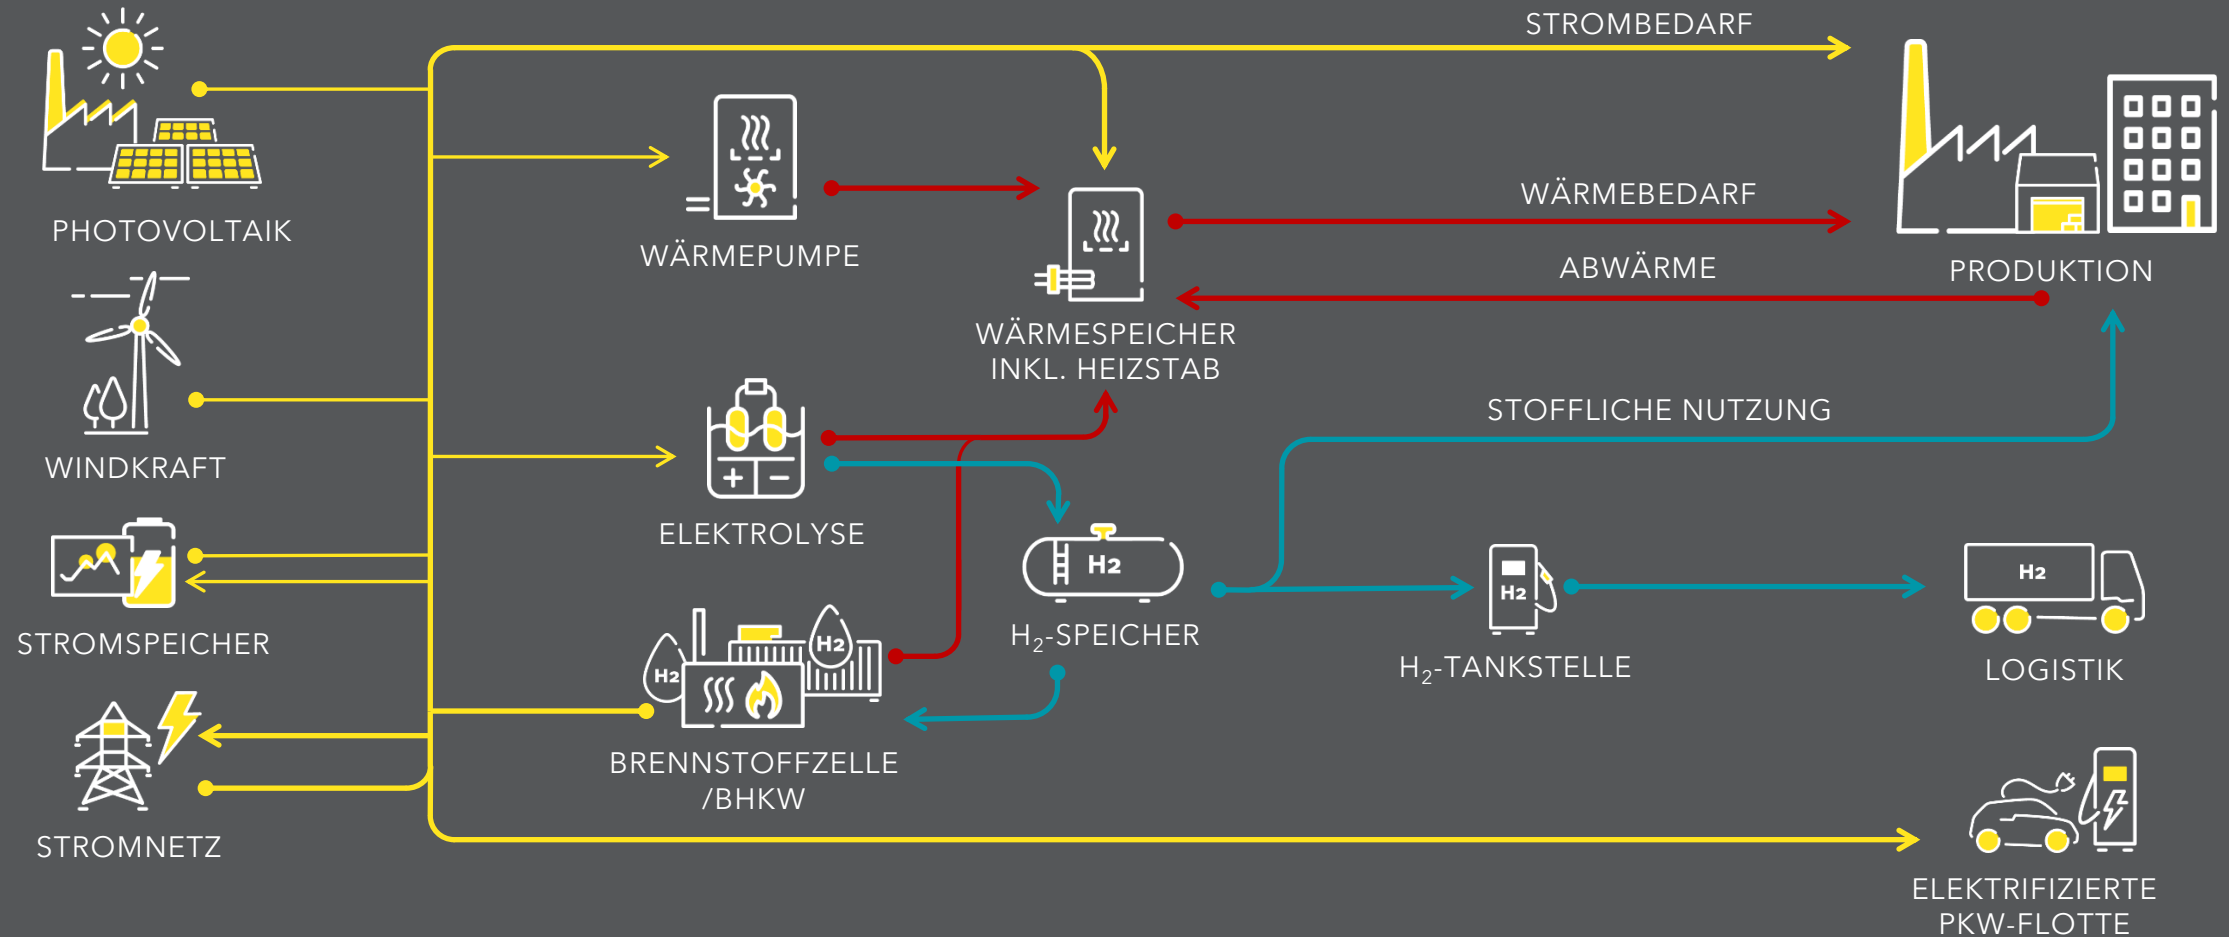 STROMBEDARF
PHOTOVOLTAIK
WÄRMEPUMPE
WÄRMEBEDARF
ABWÄRME
PRODUKTION
WÄRMESPEICHER
INKL. HEIZSTAB
WINDKRAFT
STOFFLICHE NUTZUNG
+ −
ELEKTROLYSE
H2
H₂-SPEICHER
H2
H₂-TANKSTELLE
H2
LOGISTIK
STROMSPEICHER
H2
H2
BRENNSTOFFZELLE
/BHKW
STROMNETZ
ELEKTRIFIZIERTE
PKW-FLOTTE